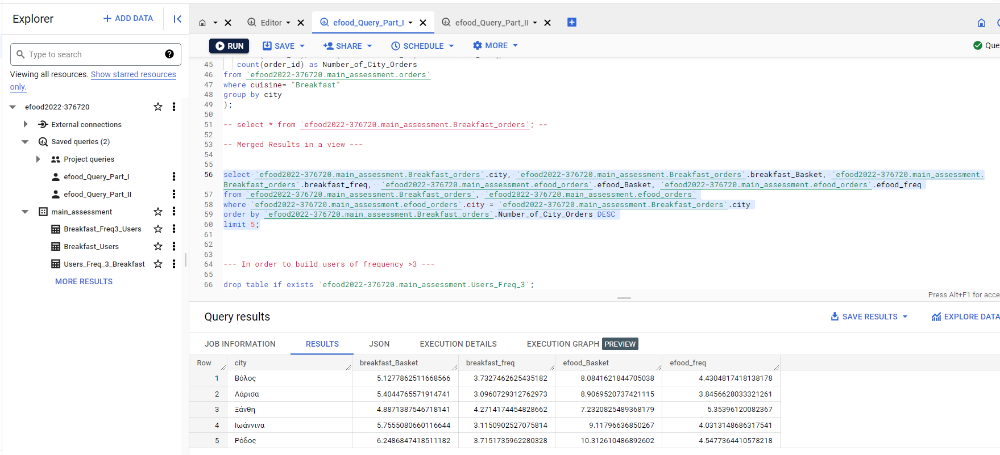 Explorer
+ ADD DATA
Type to search
Viewing all resources. Show starred resources
only.
efood2022-376720
External connections
Saved queries (2)
Project queries
efood_Query_Part_I
efood_Query_Part_II
main_assessment
Breakfast_Freq3_Users
Breakfast_Users
Users_Freq_3_Breakfast
MORE RESULTS
Editor
efood_Query_Part_I
efood_Query_Part_II
RUN SAVE SHARE SCHEDULE MORE
Que
45 count(order_id) as Number_of_City_Orders
46 from `efood2022-376720.main_assessment.orders`
47 where cuisine= "Breakfast"
48 group by city
49 );
50
51 -- select * from `efood2022-376720.main_assessment.Breakfast_orders`; --
52
53 -- Merged Results in a view ---
54
55
56 select `efood2022-376720.main_assessment.Breakfast_orders`.city, `efood2022-376720.main_assessment.Breakfast_orders`.breakfast_Basket, `efood2022-376720.main_assessment.
Breakfast_orders`.breakfast_freq, `efood2022-376720.main_assessment.efood_orders`.efood_Basket, `efood2022-376720.main_assessment.efood_orders`.efood_freq
57 from `efood2022-376720.main_assessment.Breakfast_orders`, `efood2022-376720.main_assessment.efood_orders`
58 where `efood2022-376720.main_assessment.efood_orders`.city = `efood2022-376720.main_assessment.Breakfast_orders`.city
59 order by `efood2022-376720.main_assessment.Breakfast_orders`.Number_of_City_Orders DESC
60 limit 5;
61
62
63
64 --- In order to build users of frequency >3 ---
65
66 drop table if exists `efood2022-376720.main_assessment.Users_Freq_3`;
Press Alt+F1 for acce
Query results
SAVE RESULTS
EXPLORE DATA
JOB INFORMATION RESULTS JSON EXECUTION DETAILS EXECUTION GRAPH PREVIEW
Row city breakfast_Basket breakfast_freq efood_Basket efood_freq
1 Βόλος 5.1277862511668566 3.7327462625435182 8.0841621844705038 4.4304817418138178
2 Λάρισα 5.4044765571914741 3.0960729312762973 8.9069520737421115 3.8456628033321261
3 Ξάνθη 4.8871387546718141 4.2714174454828662 7.2320825489368179 5.35396120082367
4 Ιωάννινα 5.7555080660116644 3.1150902527075814 9.11796636850267 4.0313148686317541
5 Ρόδος 6.2486847418511182 3.7151735962280328 10.312610486892602 4.5477364410578218